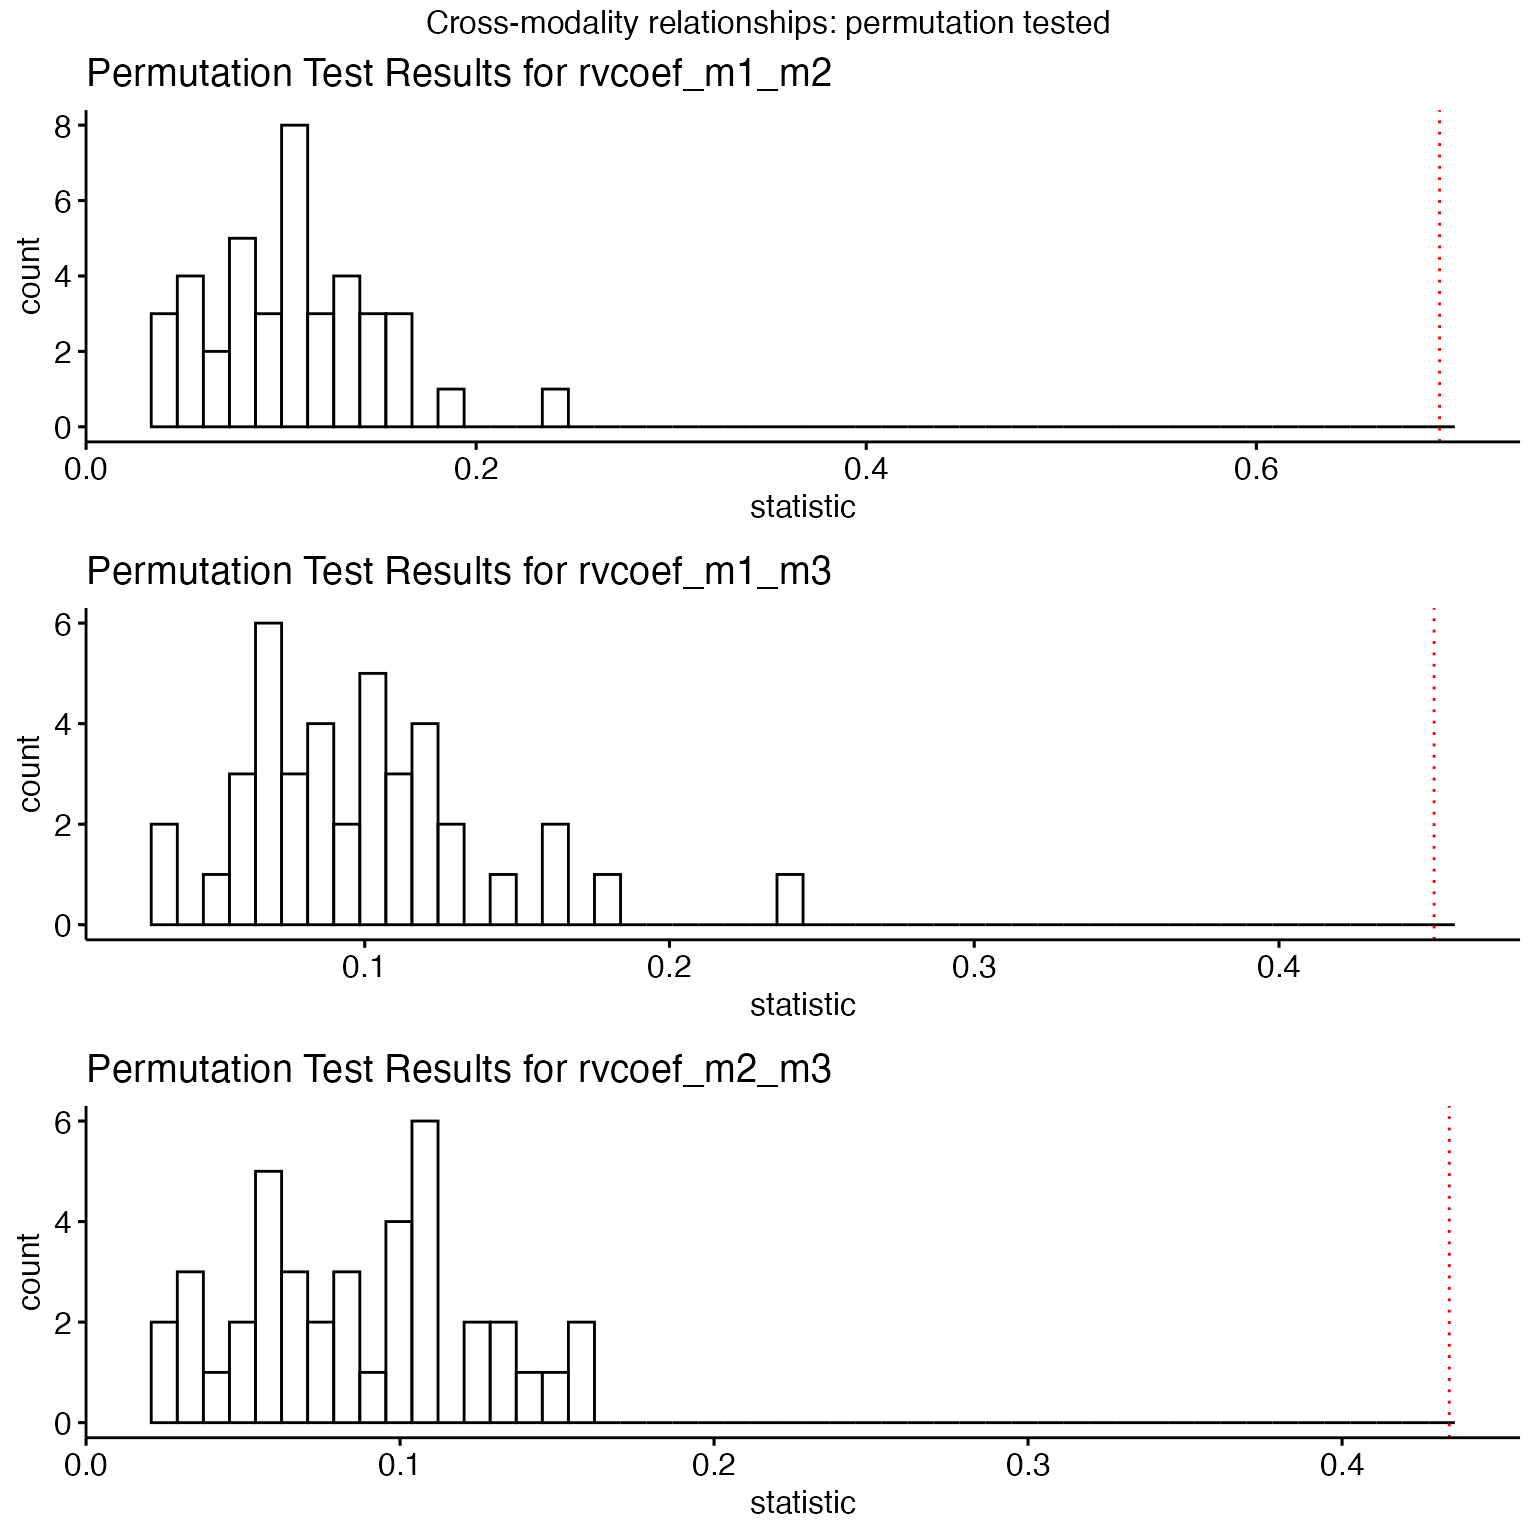 Cross-modality relationships: permutation tested
Permutation Test Results for rvcoef_m1_m2
8
6
4
2
0
count
0.0 0.2 0.4 0.6
statistic
Permutation Test Results for rvcoef_m1_m3
6
4
2
0
count
0.1 0.2 0.3 0.4
statistic
Permutation Test Results for rvcoef_m2_m3
6
4
2
0
count
0.0 0.1 0.2 0.3 0.4
statistic